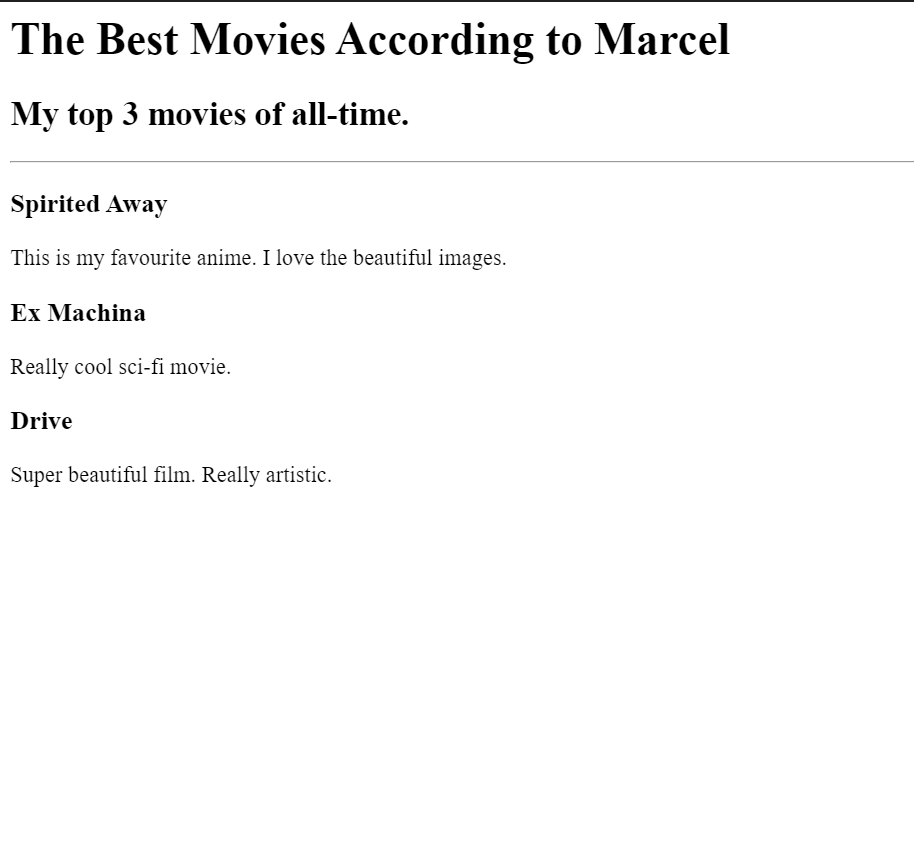 The Best Movies According to Marcel
My top 3 movies of all-time.
Spirited Away
This is my favourite anime. I love the beautiful images.
Ex Machina
Really cool sci-fi movie.
Drive
Super beautiful film. Really artistic.